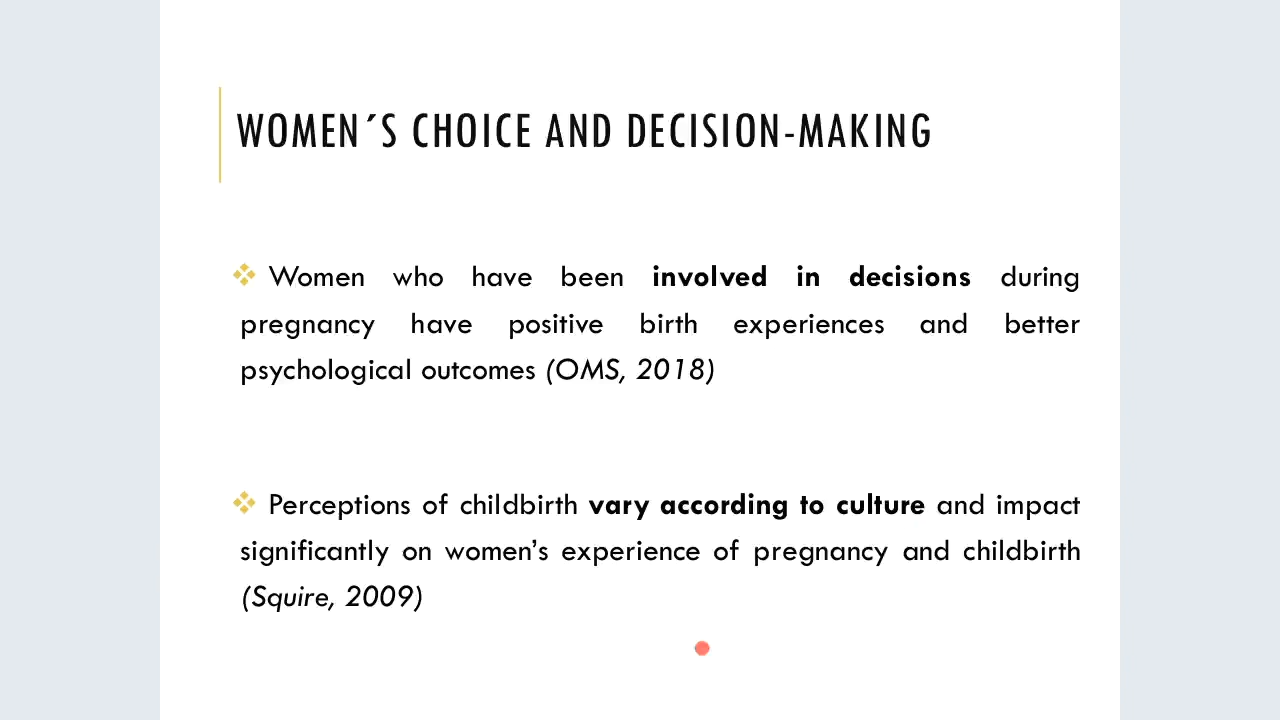 WOMEN´S CHOICE AND DECISION-MAKING
Women who have been involved in decisions during
pregnancy have positive birth experiences and better
psychological outcomes (OMS, 2018)
Perceptions of childbirth vary according to culture and impact
significantly on women’s experience of pregnancy and childbirth
(Squire, 2009)